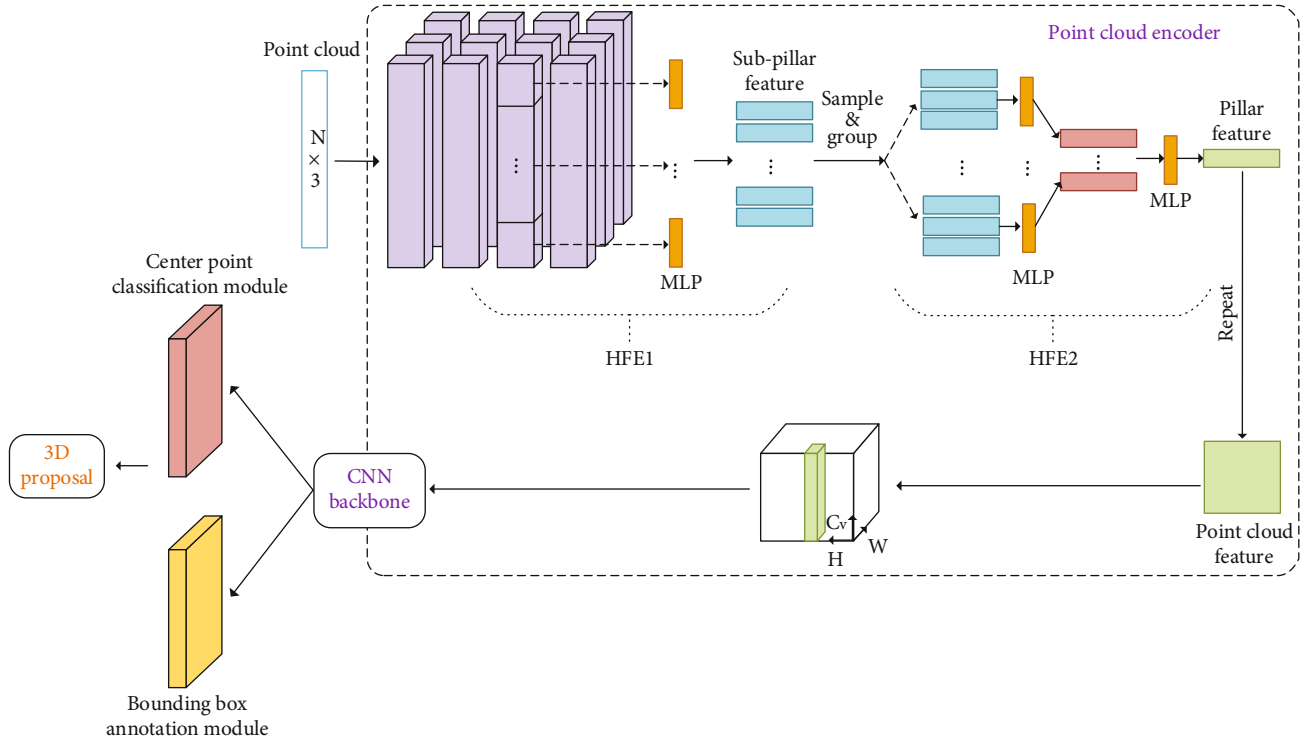 Point cloud encoder
Point cloud
N
×
3
Sub-pillar
feature
Sample
&
group
Pillar
feature
MLP
MLP
MLP
HFE1
HFE2
Repeat
Center point
classification module
3D
proposal
CNN
backbone
Cv
H
W
Point cloud
feature
Bounding box
annotation module